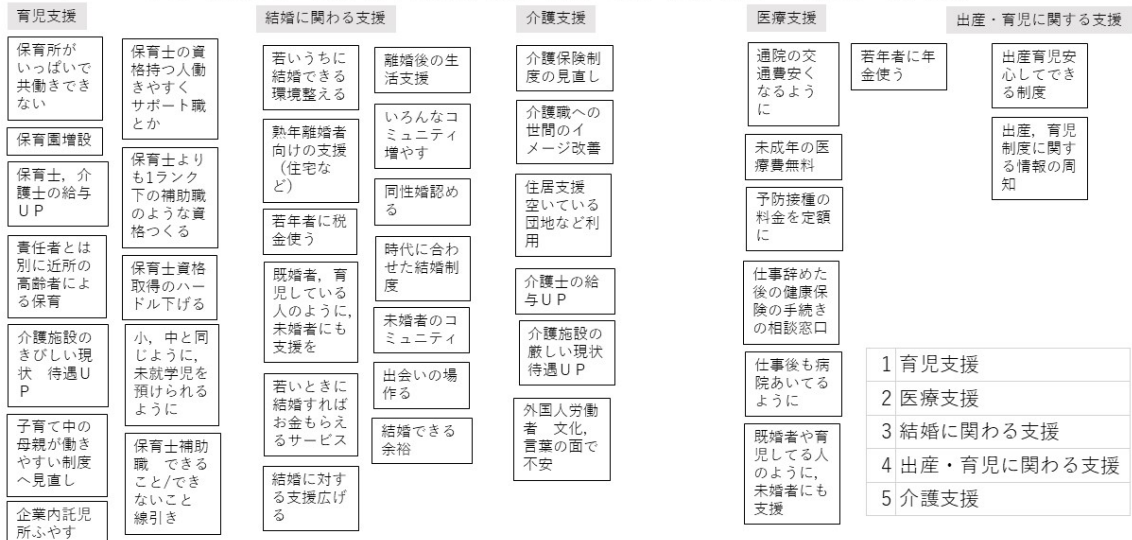 育児支援
保育所が
いっぱいで
共働きでき
ない
保育園増設
保育士，介
護士の給与
ＵＰ
責任者とは
別に近所の
高齢者によ
る保育
介護施設の
きびしい現
状　待遇Ｕ
Ｐ
子育て中の
母親が働き
やすい制度
へ見直し
企業内託児
所ふやす
保育士の資
格持つ人働
きやすく
サポート職
とか
保育士より
も1ランク
下の補助職
のような資
格つくる
保育士資格
取得のハー
ドル下げる
小，中と同
じように，
未就学児を
預けられる
ように
保育士補助
職　できる
こと/でき
ないこと
線引き
結婚に関わる支援
若いうちに
結婚できる
環境整える
熟年離婚者
向けの支援
（住宅な
ど）
若年者に税
金使う
既婚者，育
児している
人のように，
未婚者にも
支援を
若いときに
結婚すれば
お金もらえ
るサービス
結婚に対す
る支援広げ
る
離婚後の生
活支援
いろんなコ
ミュニティ
増やす
同性婚認め
る
時代に合わ
せた結婚制
度
未婚者のコ
ミュニティ
出会いの場
作る
結婚できる
余裕
介護支援
介護保険制
度の見直し
介護職への
世間のイ
メージ改善
住居支援
空いている
団地など利
用
介護士の給
与ＵＰ
介護施設の
厳しい現状
待遇ＵＰ
外国人労働
者　文化，
言葉の面で
不安
医療支援
通院の交
通費安く
なるよう
に
未成年の医
療費無料
予防接種の
料金を定額
に
仕事辞めた
後の健康保
険の手続き
の相談窓口
仕事後も病
院あいてる
ように
既婚者や育
児してる人
のように，
未婚者にも
支援
若年者に年
金使う
出産・育児に関する支援
出産育児安
心してでき
る制度
出産，育児
制度に関す
る情報の周
知
1 育児支援
2 医療支援
3 結婚に関わる支援
4 出産・育児に関わる支援
5 介護支援